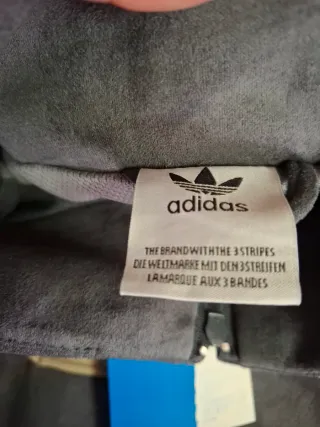 adidas
THE BRAND WITH THE 3 STRIPES
DIE WELTMARKE MIT DEN 3 STREIFEN
LA MARQUE AUX 3 BANDES